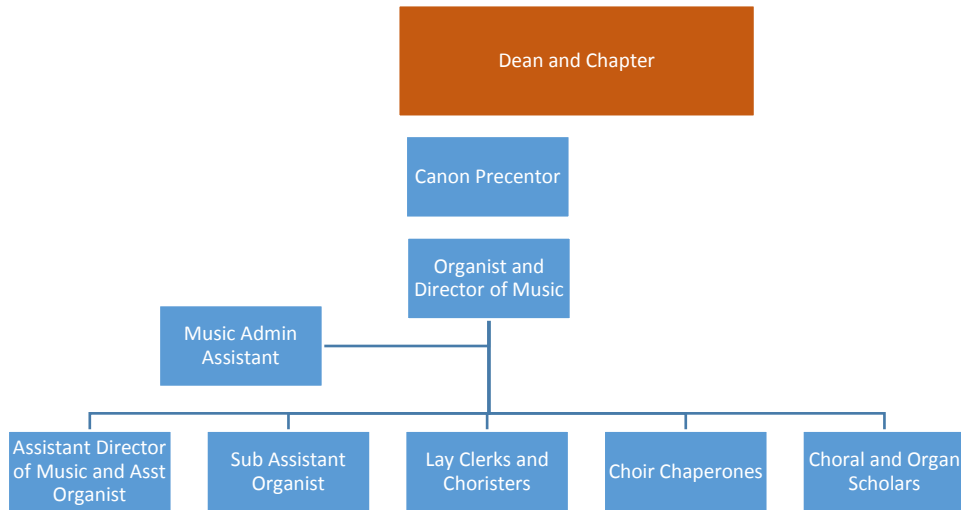 Dean and Chapter
Canon Precentor
Organist and
Director of Music
Music Admin
Assistant
Assistant Director
of Music and Asst
Organist
Sub Assistant
Organist
Lay Clerks and
Choristers
Choir Chaperones
Choral and Organ
Scholars